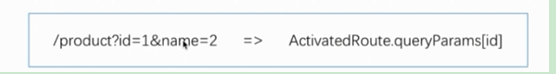 /product?id=1&name=2 => ActivatedRoute.queryParams[id]